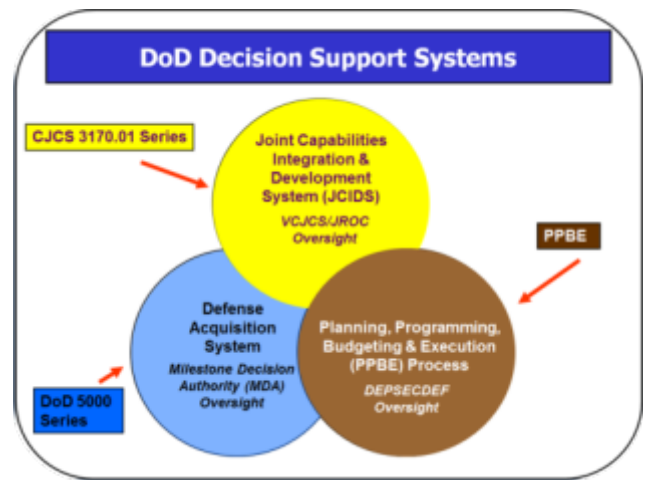 DoD Decision Support Systems
CJCS 3170.01 Series
Joint Capabilities
Integration &
Development
System (JCIDS)
VCJCS/JROC
Oversight
PPBE
Defense
Acquisition
System
Milestone Decision
Authority (MDA)
Oversight
Planning, Programming,
Budgeting & Execution
(PPBE) Process
DEPSECDEF
Oversight
DoD 5000
Series